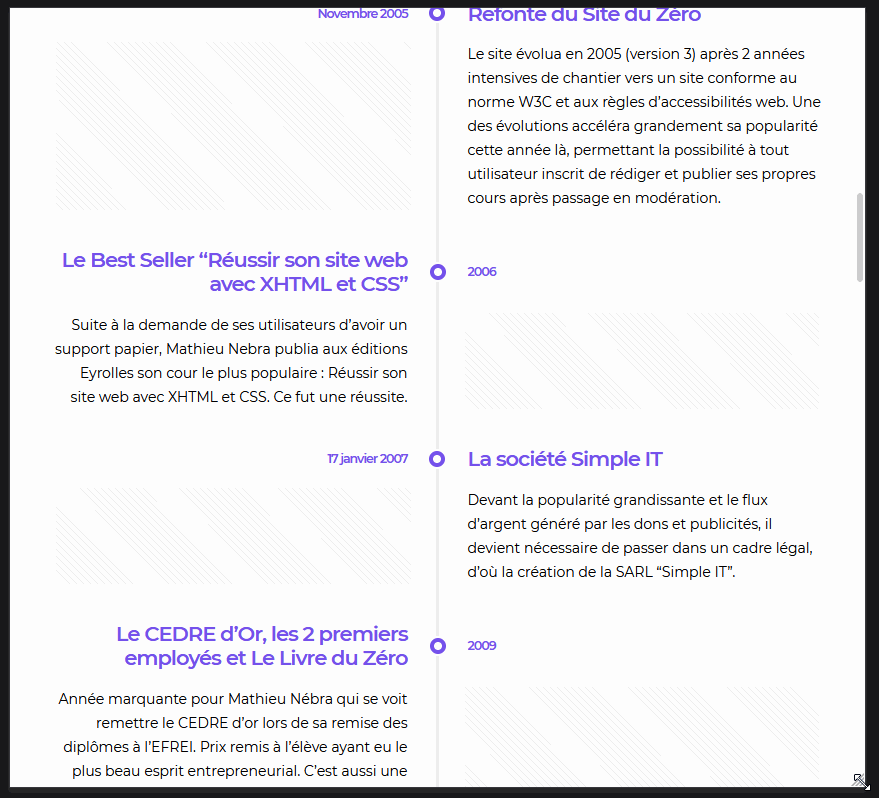 Novembre 2005
Refonte du Site du Zéro
Le site évolua en 2005 (version 3) après 2 années
intensives de chantier vers un site conforme au
norme W3C et aux règles d’accessibilités web. Une
des évolutions accéléra grandement sa popularité
cette année là, permettant la possibilité à tout
utilisateur inscrit de rédiger et publier ses propres
cours après passage en modération.
Le Best Seller “Réussir son site web
avec XHTML et CSS”
2006
Suite à la demande de ses utilisateurs d’avoir un
support papier, Mathieu Nebra publia aux éditions
Eyrolles son cour le plus populaire : Réussir son
site web avec XHTML et CSS. Ce fut une réussite.
17 janvier 2007
La société Simple IT
Devant la popularité grandissante et le flux
d’argent généré par les dons et publicités, il
devient nécessaire de passer dans un cadre légal,
d’où la création de la SARL “Simple IT”.
Le CEDRE d’Or, les 2 premiers
employés et Le Livre du Zéro
2009
Année marquante pour Mathieu Nébra qui se voit
remettre le CEDRE d’or lors de sa remise des
diplômes à l’EFREI. Prix remis à l’élève ayant eu le
plus beau esprit entrepreneurial. C’est aussi une